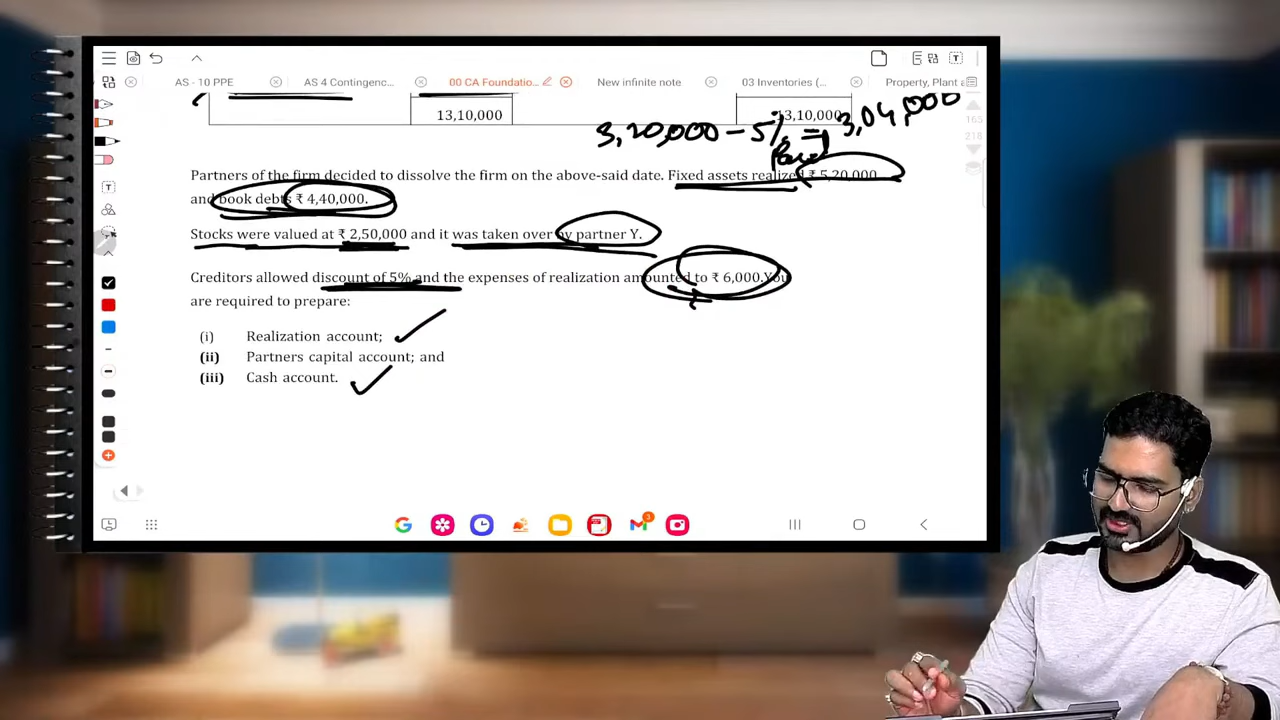 AS - 10 PPE
AS 4 Contingenc...
00 CA Foundatio...
New infinite note
03 Inventories (...
Property, Plant a
13,10,000
13,10,000
3,20,000 - 5% = 3,04,000
Partners of the firm decided to dissolve the firm on the above-said date. Fixed assets realized ₹ 5,20,000
and book debts ₹ 4,40,000.
Stocks were valued at ₹ 2,50,000 and it was taken over by partner Y.
Creditors allowed discount of 5% and the expenses of realization amounted to ₹ 6,000. You
are required to prepare:
(i) Realization account;
(ii) Partners capital account; and
(iii) Cash account.
163
218
3